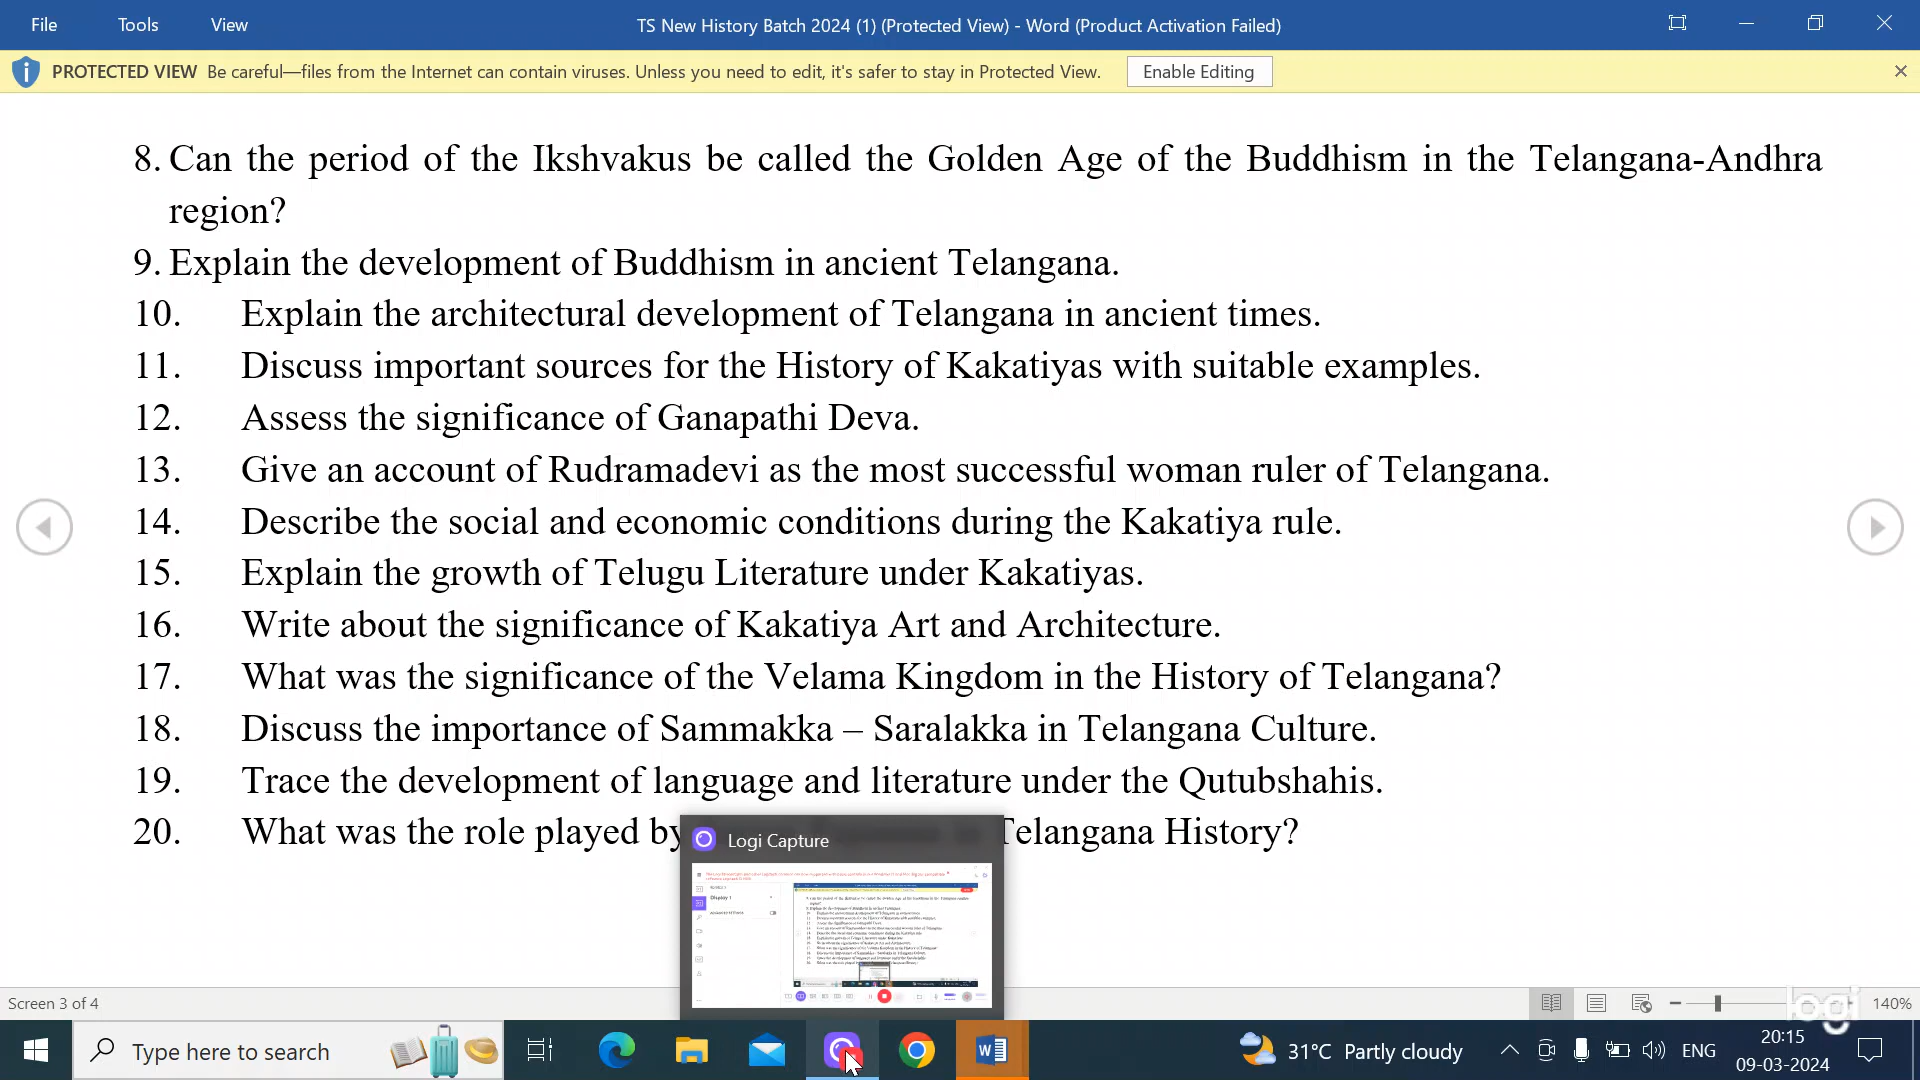 File Tools View TS New History Batch 2024 (1) (Protected View) - Word (Product Activation Failed)
PROTECTED VIEW Be careful—files from the Internet can contain viruses. Unless you need to edit, it's safer to stay in Protected View. Enable Editing
8. Can the period of the Ikshvakus be called the Golden Age of the Buddhism in the Telangana-Andhra
region?
9. Explain the development of Buddhism in ancient Telangana.
10. Explain the architectural development of Telangana in ancient times.
11. Discuss important sources for the History of Kakatiyas with suitable examples.
12. Assess the significance of Ganapathi Deva.
13. Give an account of Rudramadevi as the most successful woman ruler of Telangana.
14. Describe the social and economic conditions during the Kakatiya rule.
15. Explain the growth of Telugu Literature under Kakatiyas.
16. Write about the significance of Kakatiya Art and Architecture.
17. What was the significance of the Velama Kingdom in the History of Telangana?
18. Discuss the importance of Sammakka – Saralakka in Telangana Culture.
19. Trace the development of language and literature under the Qutubshahis.
20. What was the role played by Telangana History?
Logi Capture
Display 1
Screen 3 of 4 140%
logi
Type here to search 31°C Partly cloudy ENG 20:15
09-03-2024